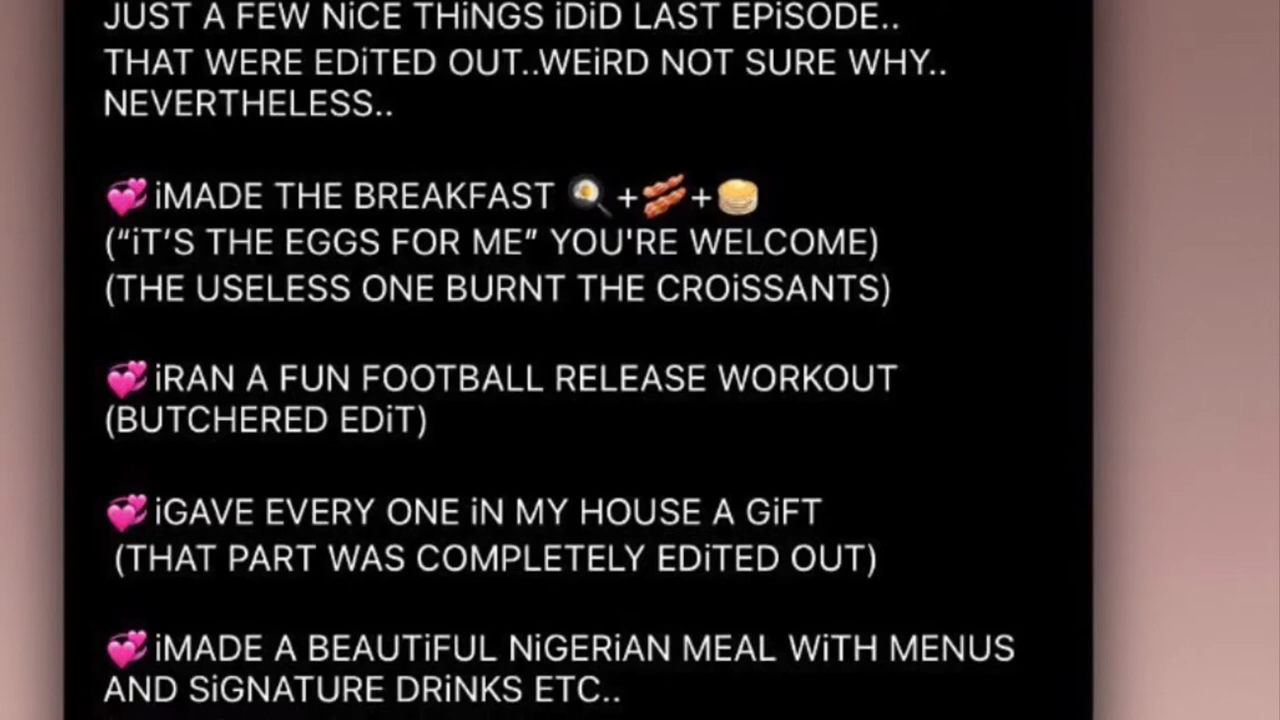 JUST A FEW NiCE THiNGS iDiD LAST EPiSODE..
THAT WERE EDiTED OUT..WEiRD NOT SURE WHY..
NEVERTHELESS..
💞 iMADE THE BREAKFAST 🍳+🥓+🥞
(“iT’S THE EGGS FOR ME” YOU'RE WELCOME)
(THE USELESS ONE BURNT THE CROiSSANTS)
💞 iRAN A FUN FOOTBALL RELEASE WORKOUT
(BUTCHERED EDiT)
💞 iGAVE EVERY ONE iN MY HOUSE A GiFT
(THAT PART WAS COMPLETELY EDiTED OUT)
💞 iMADE A BEAUTiFUL NiGERiAN MEAL WiTH MENUS
AND SiGNATURE DRiNKS ETC..